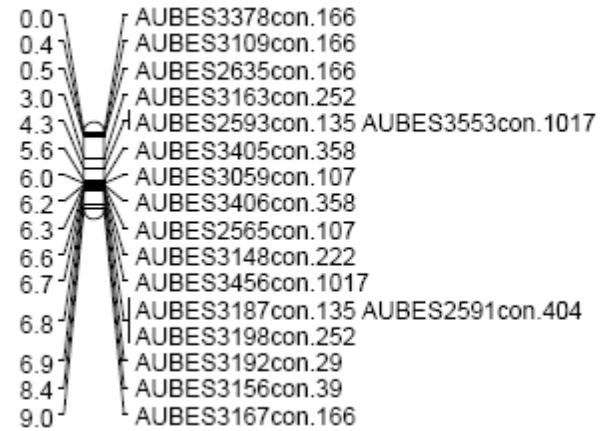 0.0 AUBES3378con.166
0.4 AUBES3109con.166
0.5 AUBES2635con.166
3.0 AUBES3163con.252
4.3 AUBES2593con.135 AUBES3553con.1017
5.6 AUBES3405con.358
6.0 AUBES3059con.107
6.2 AUBES3406con.358
6.3 AUBES2565con.107
6.6 AUBES3148con.222
6.7 AUBES3456con.1017
6.8 AUBES3187con.135 AUBES2591con.404
AUBES3198con.252
6.9 AUBES3192con.29
8.4 AUBES3156con.39
9.0 AUBES3167con.166